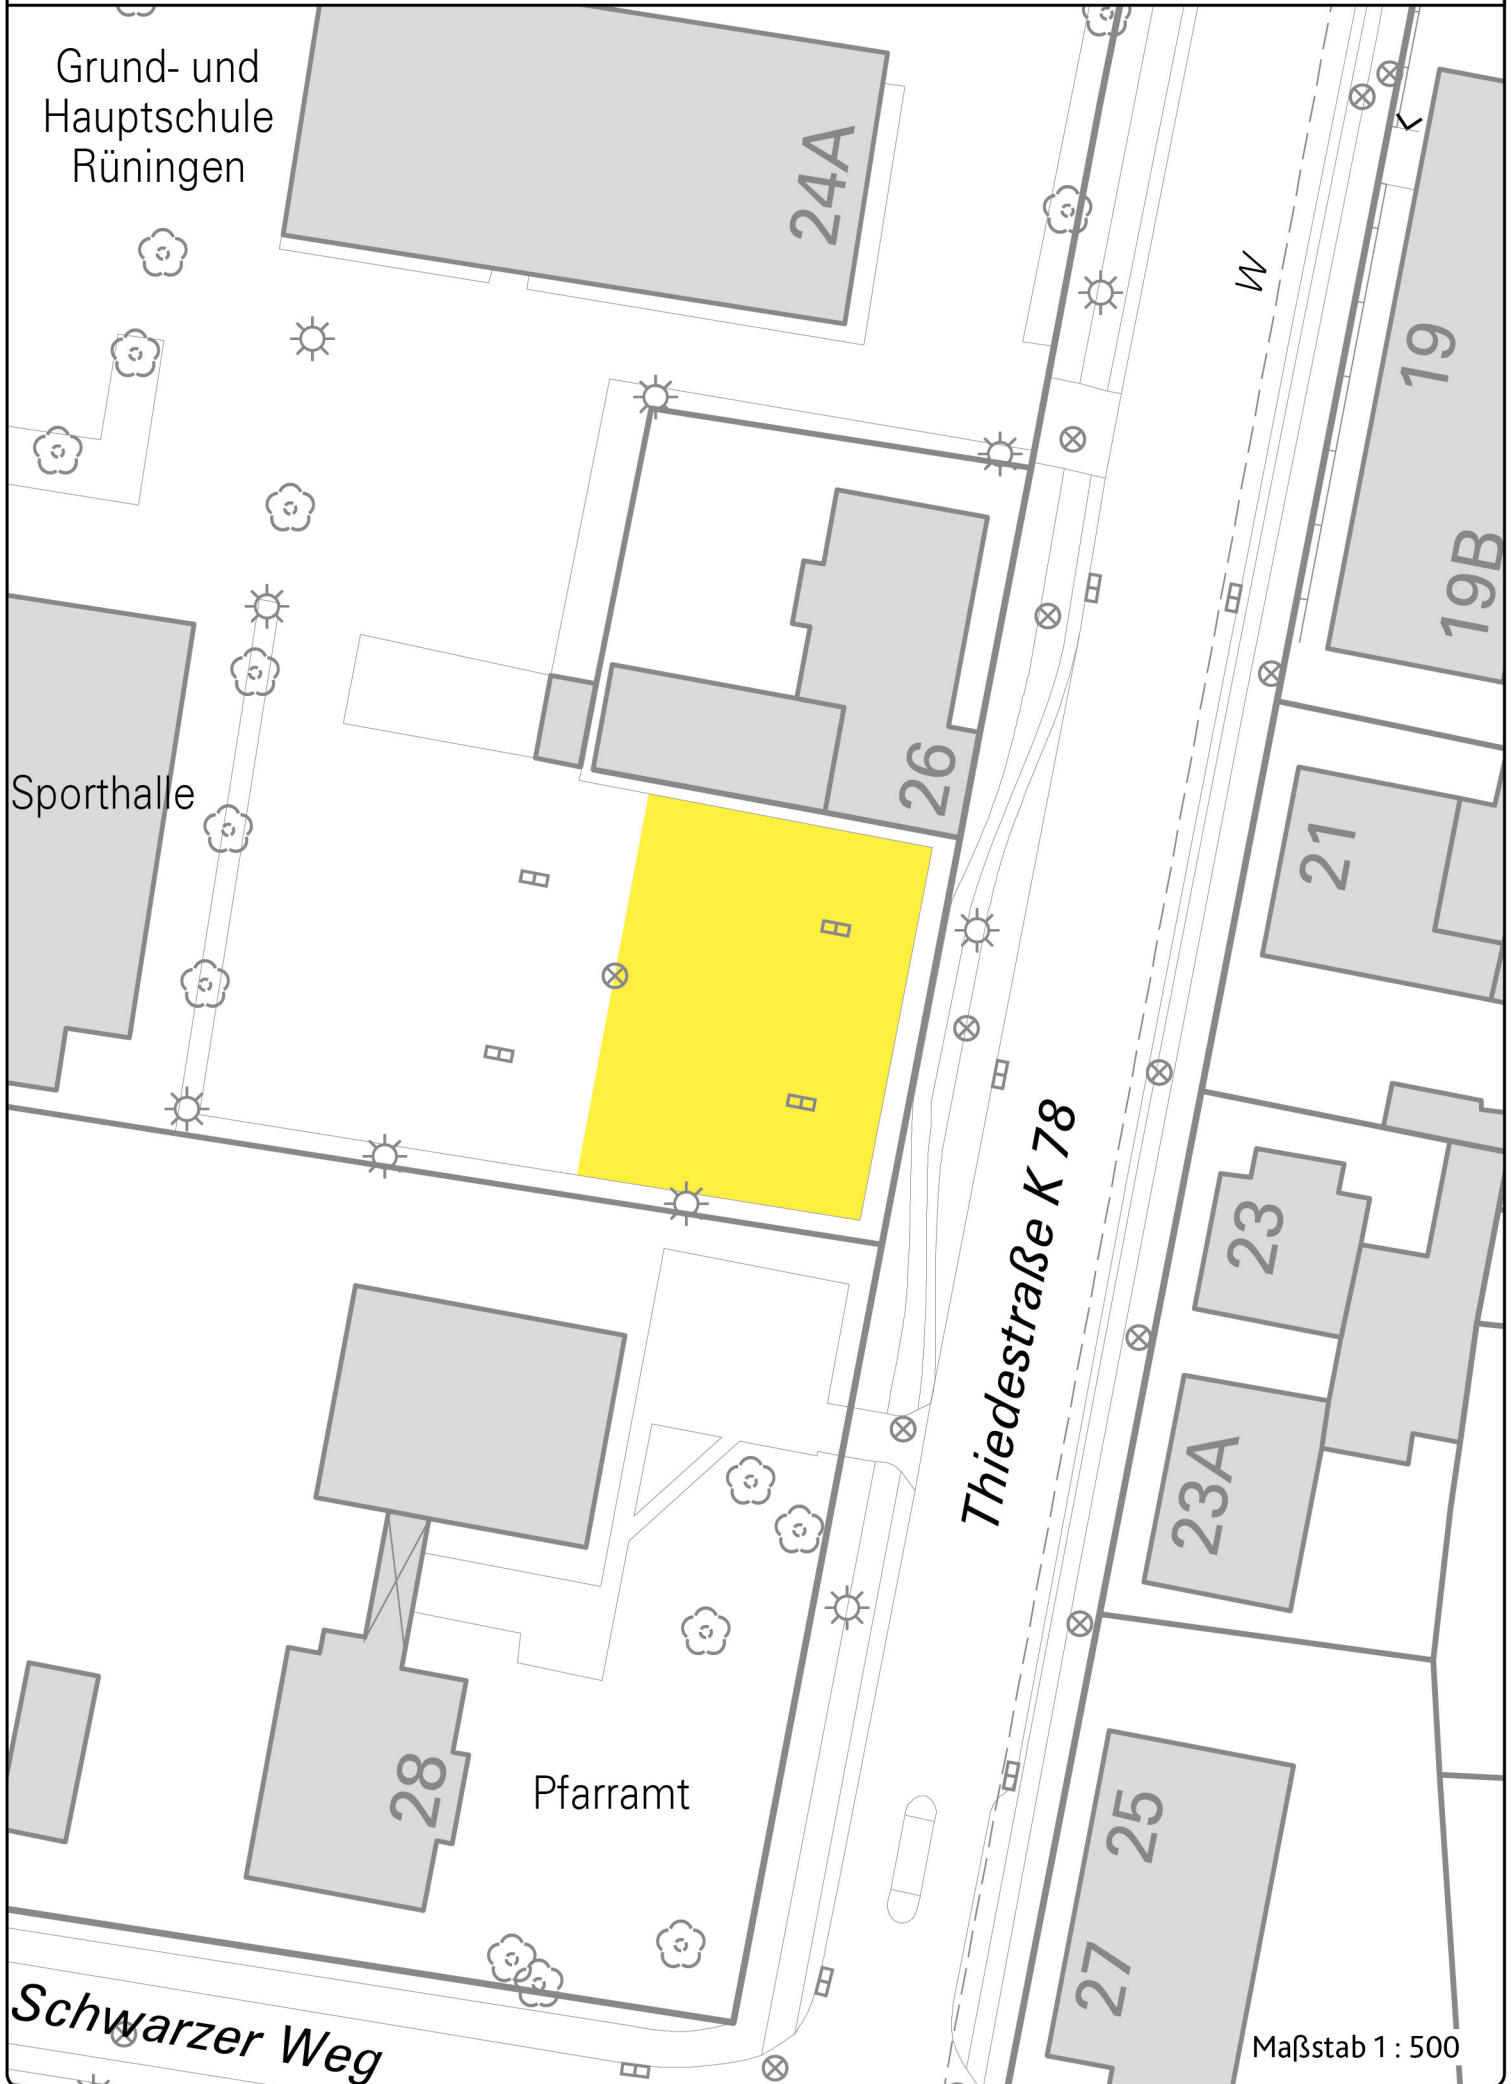 Grund- und
Hauptschule
Rüningen
24A
W
19
19B
Sporthalle
26
21
Thiedestraße K 78
23
23A
28
Pfarramt
25
27
Schwarzer Weg
Maßstab 1 : 500